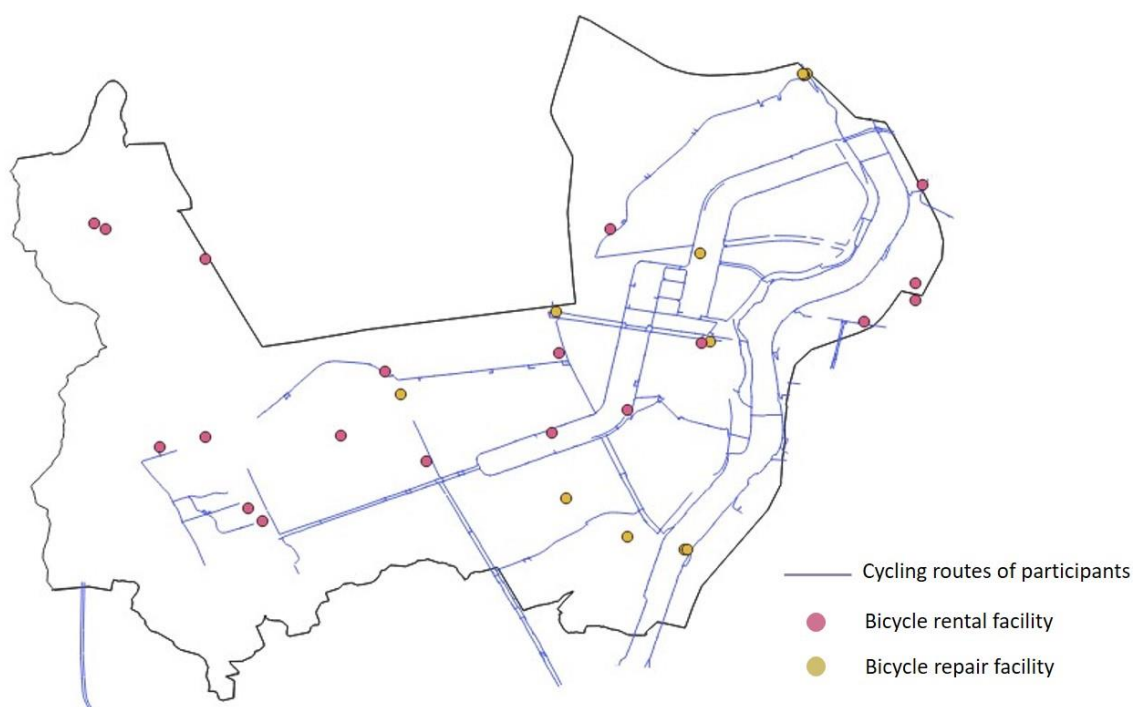 Cycling routes of participants
Bicycle rental facility
Bicycle repair facility